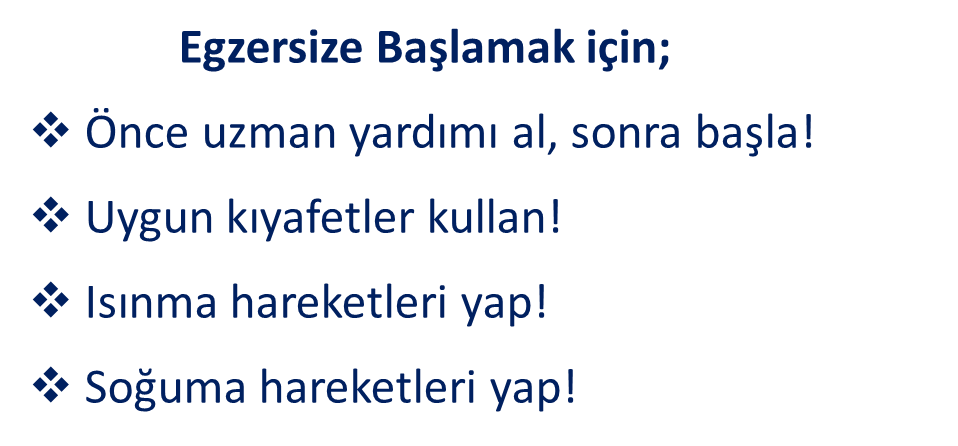 Egzersize Başlamak için;
❖ Önce uzman yardımı al, sonra başla!
❖ Uygun kıyafetler kullan!
❖ Isınma hareketleri yap!
❖ Soğuma hareketleri yap!